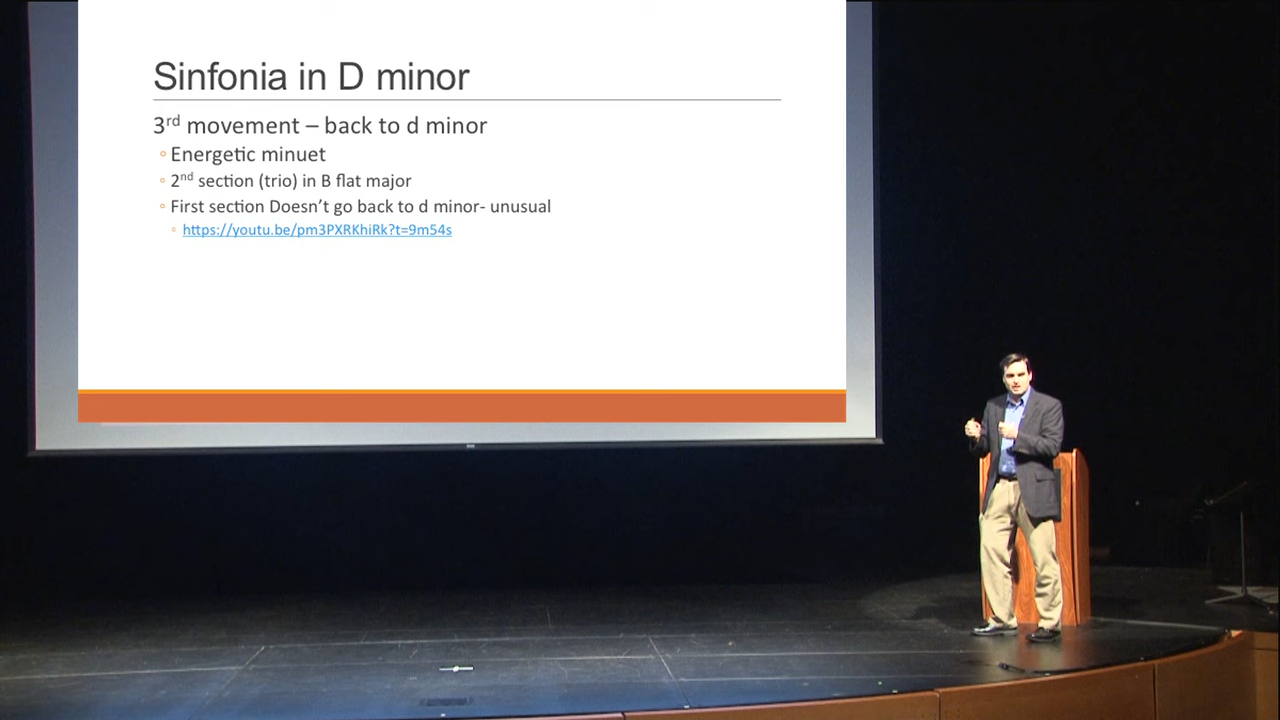 Sinfonia in D minor
3rd movement – back to d minor
Energetic minuet
2nd section (trio) in B flat major
First section Doesn't go back to d minor- unusual
https://youtu.be/pm3PXRKhiRk?t=9m54s